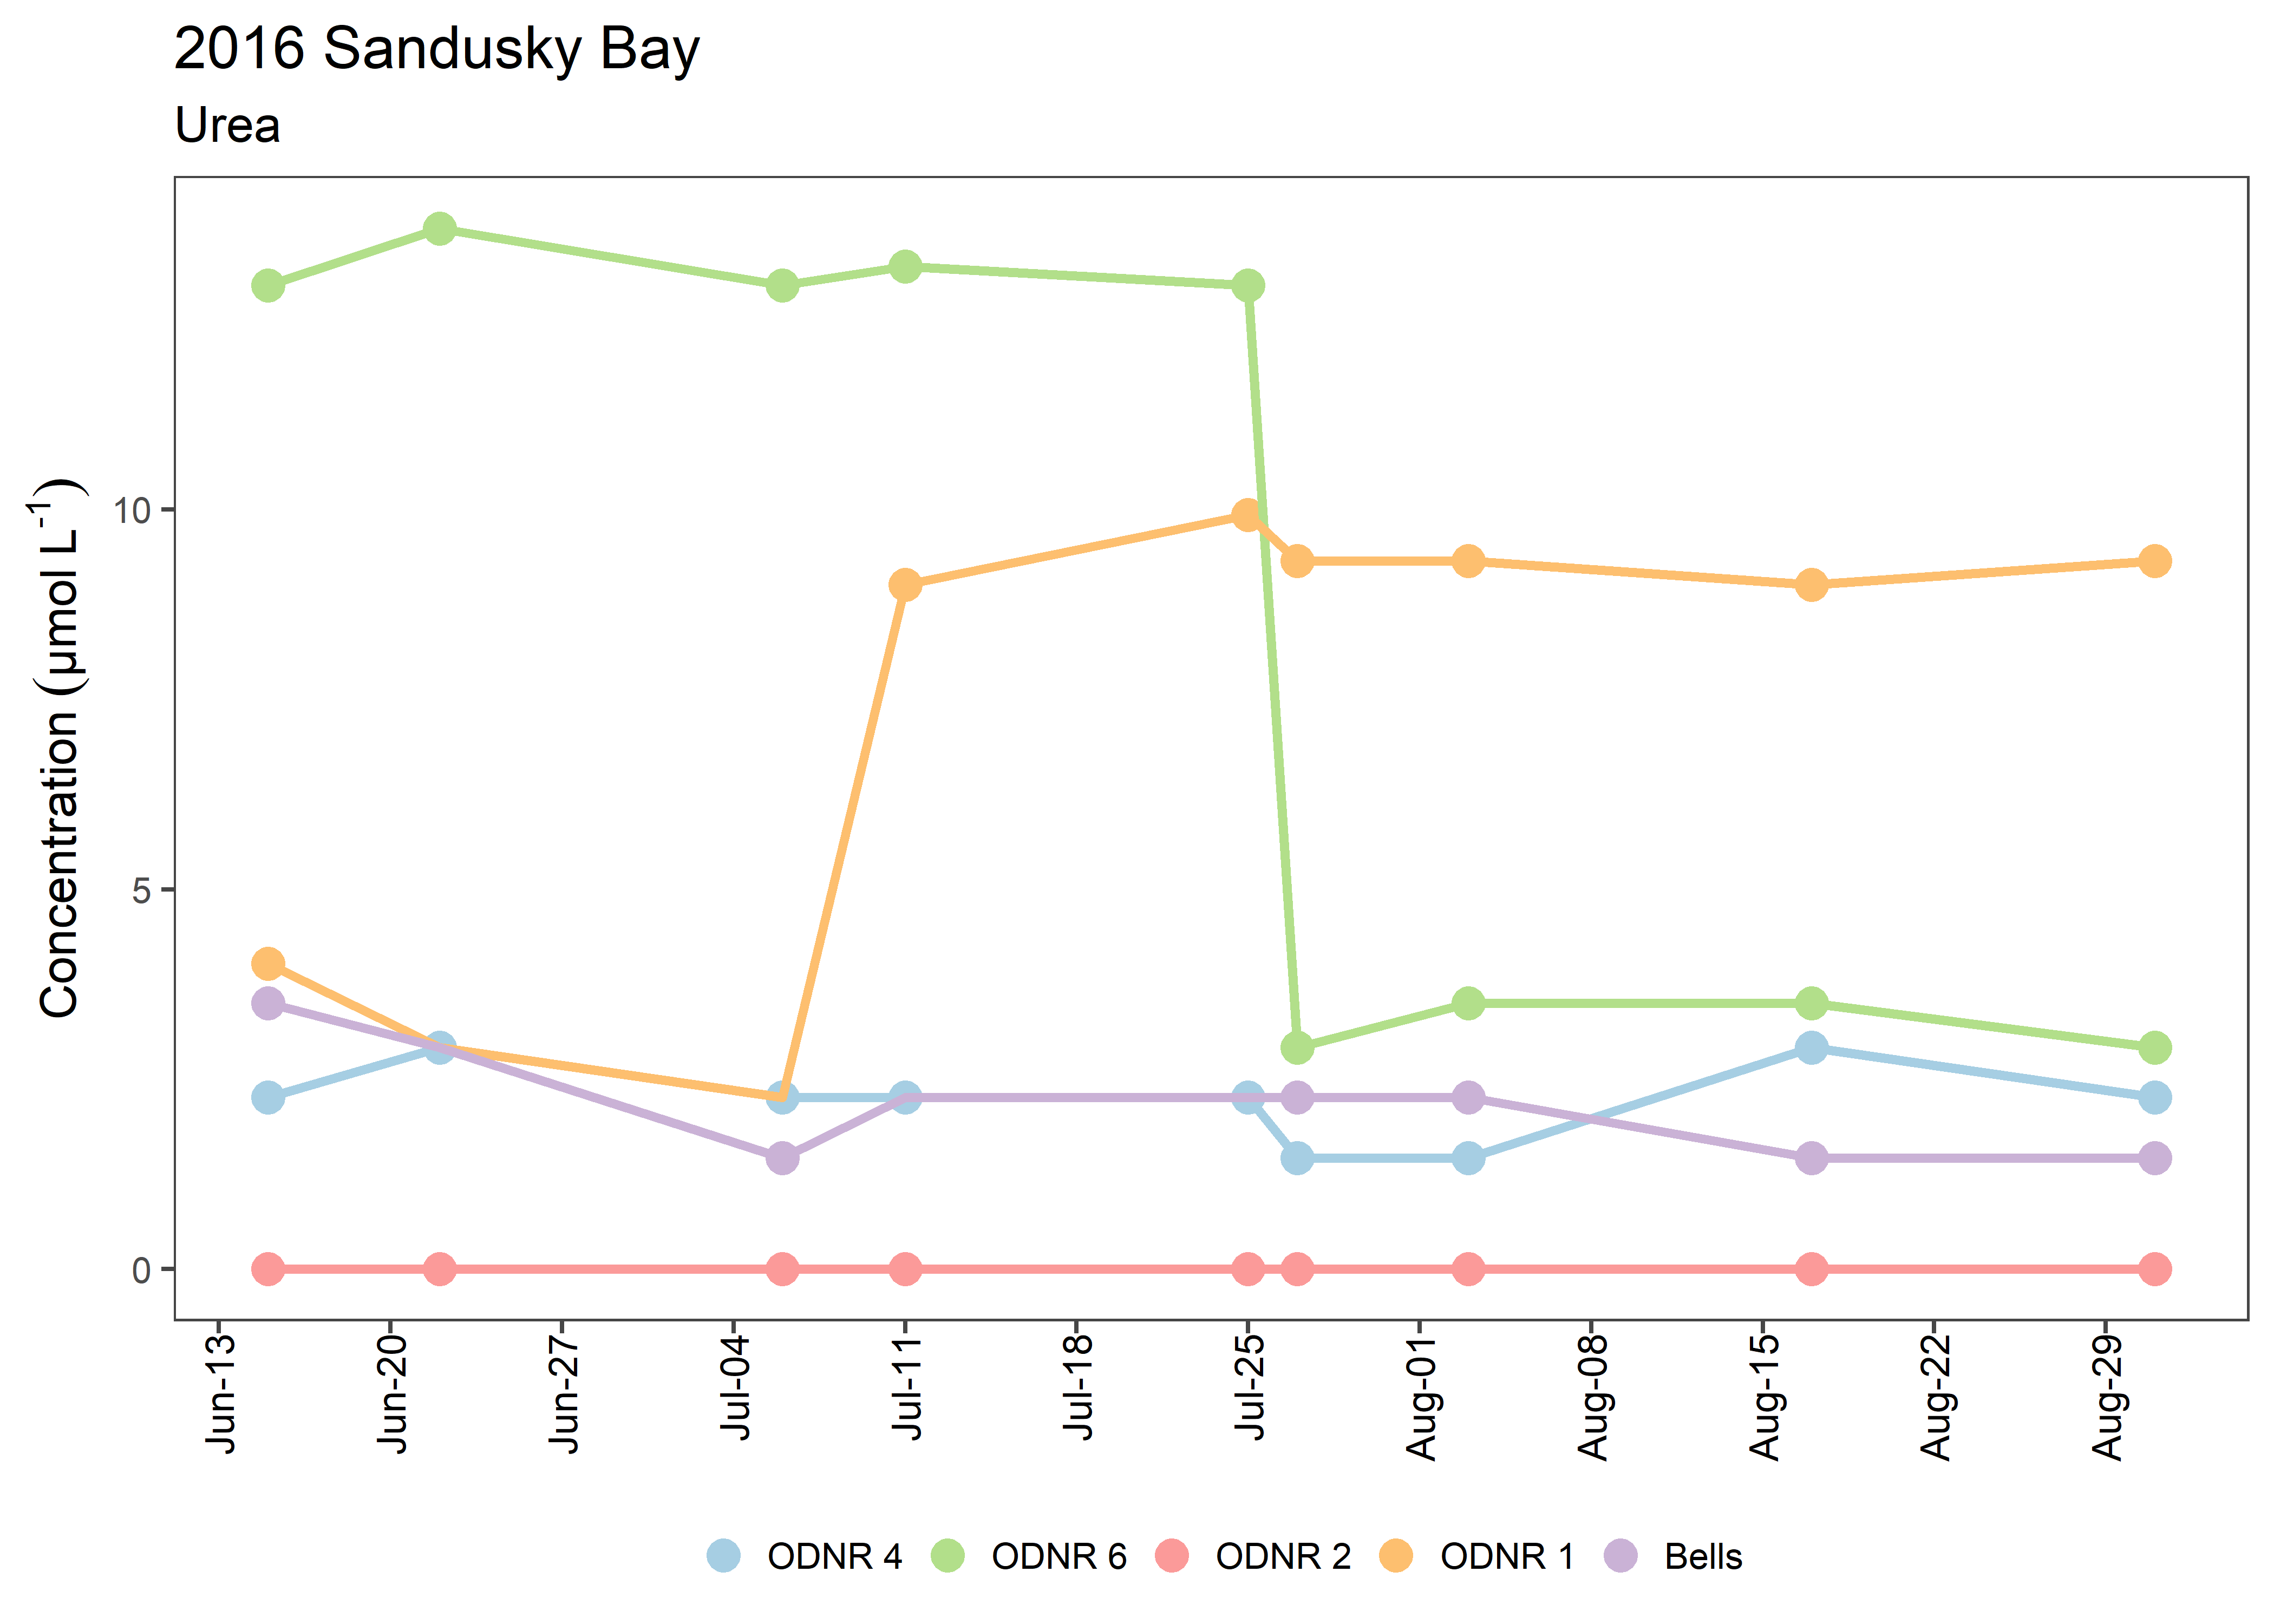 2016 Sandusky Bay
Urea
Concentration (µmol L⁻¹)
10
5
0
Jun-13
Jun-20
Jun-27
Jul-04
Jul-11
Jul-18
Jul-25
Aug-01
Aug-08
Aug-15
Aug-22
Aug-29
ODNR 4 ODNR 6 ODNR 2 ODNR 1 Bells